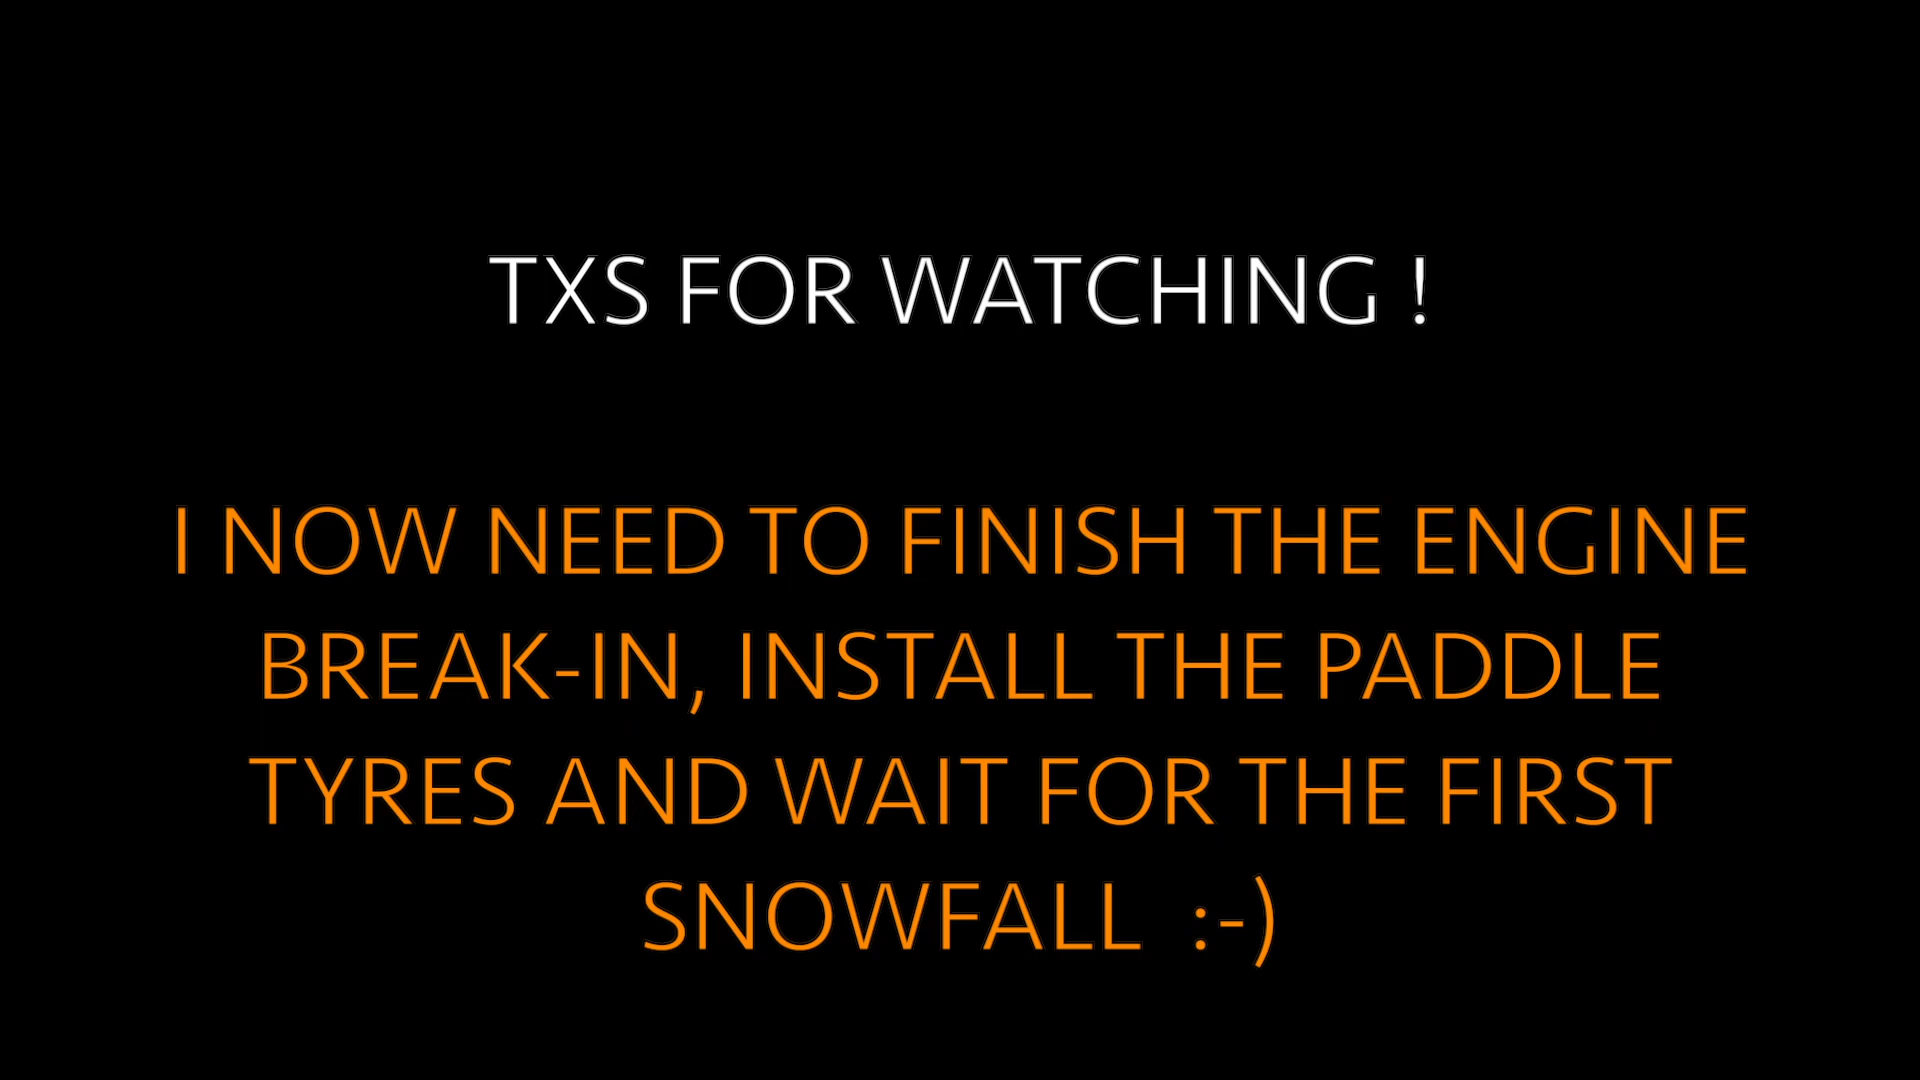 TXS FOR WATCHING !
I NOW NEED TO FINISH THE ENGINE
BREAK-IN, INSTALL THE PADDLE
TYRES AND WAIT FOR THE FIRST
SNOWFALL  :-)